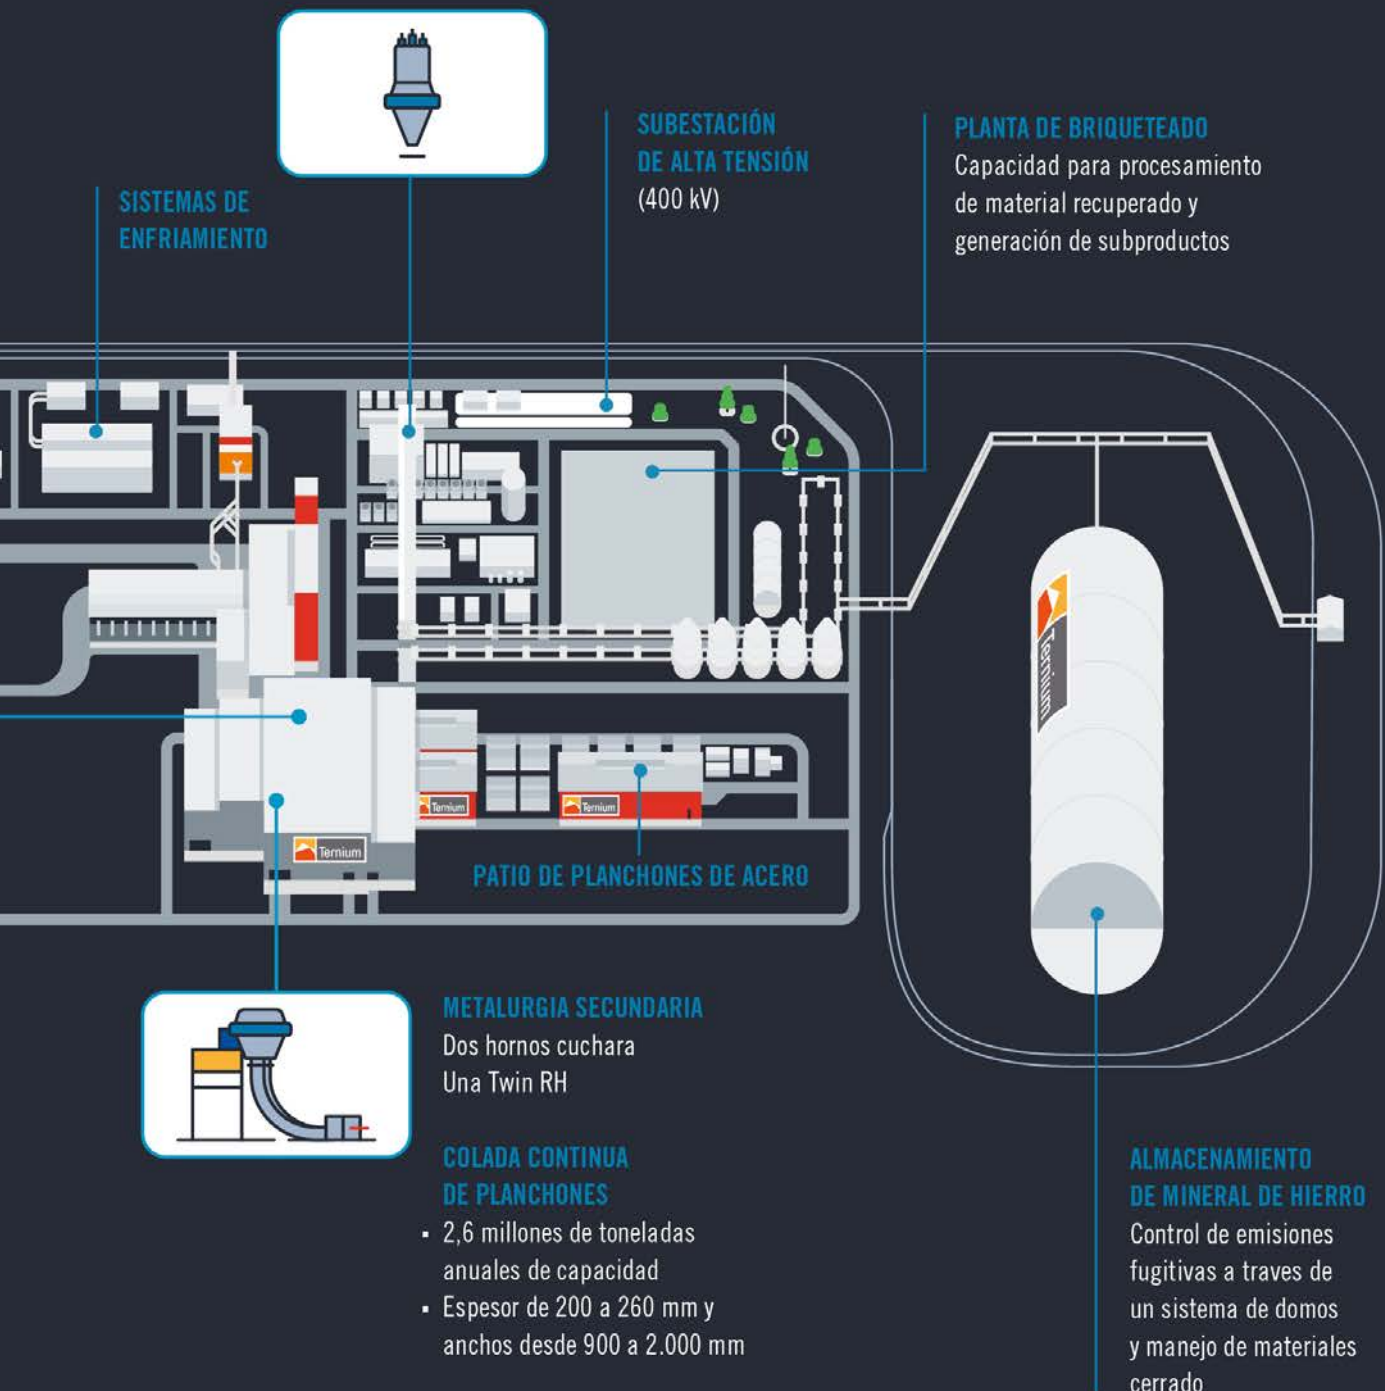 SUBESTACIÓN
DE ALTA TENSIÓN
(400 kV)
PLANTA DE BRIQUETEADO
Capacidad para procesamiento
de material recuperado y
generación de subproductos
SISTEMAS DE
ENFRIAMIENTO
Ternium
Ternium
Ternium
Ternium
PATIO DE PLANCHONES DE ACERO
METALURGIA SECUNDARIA
Dos hornos cuchara
Una Twin RH
COLADA CONTINUA
DE PLANCHONES
▪ 2,6 millones de toneladas
anuales de capacidad
▪ Espesor de 200 a 260 mm y
anchos desde 900 a 2.000 mm
ALMACENAMIENTO
DE MINERAL DE HIERRO
Control de emisiones
fugitivas a traves de
un sistema de domos
y manejo de materiales
cerrado